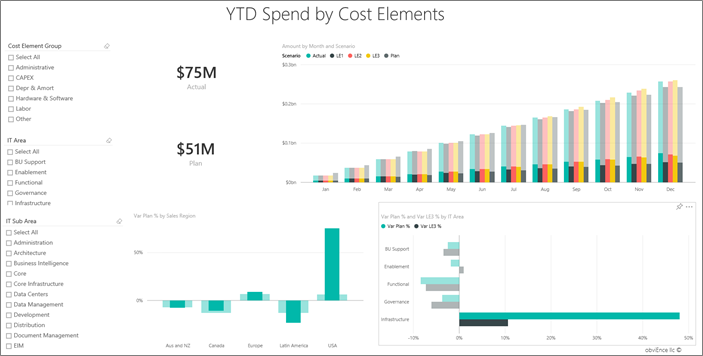 YTD Spend by Cost Elements
Cost Element Group
Select All
Administrative
CAPEX
Depr & Amort
Hardware & Software
Labor
Other
$75M
Actual
$51M
Plan
Amount by Month and Scenario
Scenario Actual LE1 LE2 LE3 Plan
$0.3bn
$0.2bn
$0.1bn
$0bn
Jan Feb Mar Apr May Jun Jul Aug Sep Oct Nov Dec
IT Area
Select All
BU Support
Enablement
Functional
Governance
Infrastructure
IT Sub Area
Select All
Administration
Architecture
Business Intelligence
Core
Core Infrastructure
Data Centers
Data Management
Development
Distribution
Document Management
EIM
Var Plan % by Sales Region
50%
0%
Aus and NZ Canada Europe Latin America USA
Var Plan % and Var LE3 % by IT Area
Var Plan % Var LE3 %
BU Support
Enablement
Functional
Governance
Infrastructure
-10% 0% 10% 20% 30% 40% 50%
obviEnce llc ©